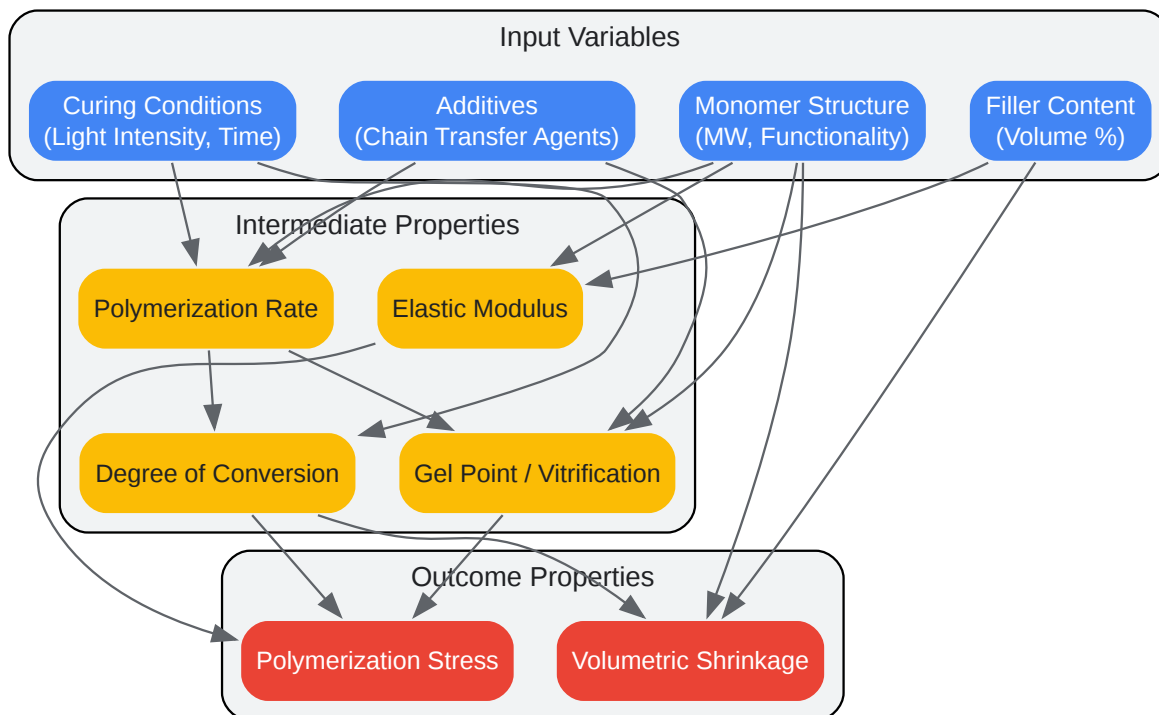 Input Variables
Curing Conditions
(Light Intensity, Time)
Additives
(Chain Transfer Agents)
Monomer Structure
(MW, Functionality)
Filler Content
(Volume %)
Intermediate Properties
Polymerization Rate
Elastic Modulus
Degree of Conversion
Gel Point / Vitrification
Outcome Properties
Polymerization Stress
Volumetric Shrinkage